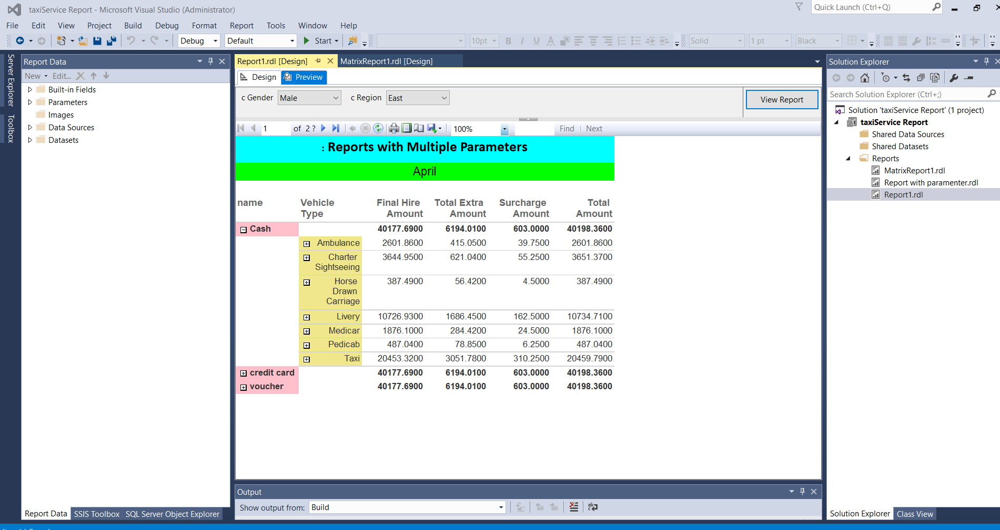 taxiService Report - Microsoft Visual Studio (Administrator)
Quick Launch (Ctrl+Q)
File Edit View Project Build Debug Format Report Tools Window Help
Debug Default Start 10pt B I U A Solid 1 pt Black
Server Explorer
Toolbox
Report Data
New Edit...
Built-in Fields
Parameters
Images
Data Sources
Datasets
Report Data SSIS Toolbox SQL Server Object Explorer
Report1.rdl [Design] MatrixReport1.rdl [Design]
Design Preview
c Gender Male c Region East View Report
1 of 2 ? 100% Find Next
: Reports with Multiple Parameters
April
name Vehicle Type Final Hire Amount Total Extra Amount Surcharge Amount Total Amount
Cash 40177.6900 6194.0100 603.0000 40198.3600
Ambulance 2601.8600 415.0500 39.7500 2601.8600
Charter Sightseeing 3644.9500 621.0400 55.2500 3651.3700
Horse Drawn Carriage 387.4900 56.4200 4.5000 387.4900
Livery 10726.9300 1686.4500 162.5000 10734.7100
Medicar 1876.1000 284.4200 24.5000 1876.1000
Pedicab 487.0400 78.8500 6.2500 487.0400
Taxi 20453.3200 3051.7800 310.2500 20459.7900
credit card 40177.6900 6194.0100 603.0000 40198.3600
voucher 40177.6900 6194.0100 603.0000 40198.3600
Output
Show output from: Build
Solution Explorer
Search Solution Explorer (Ctrl+;)
Solution 'taxiService Report' (1 project)
taxiService Report
Shared Data Sources
Shared Datasets
Reports
MatrixReport1.rdl
Report with paramenter.rdl
Report1.rdl
Solution Explorer Class View